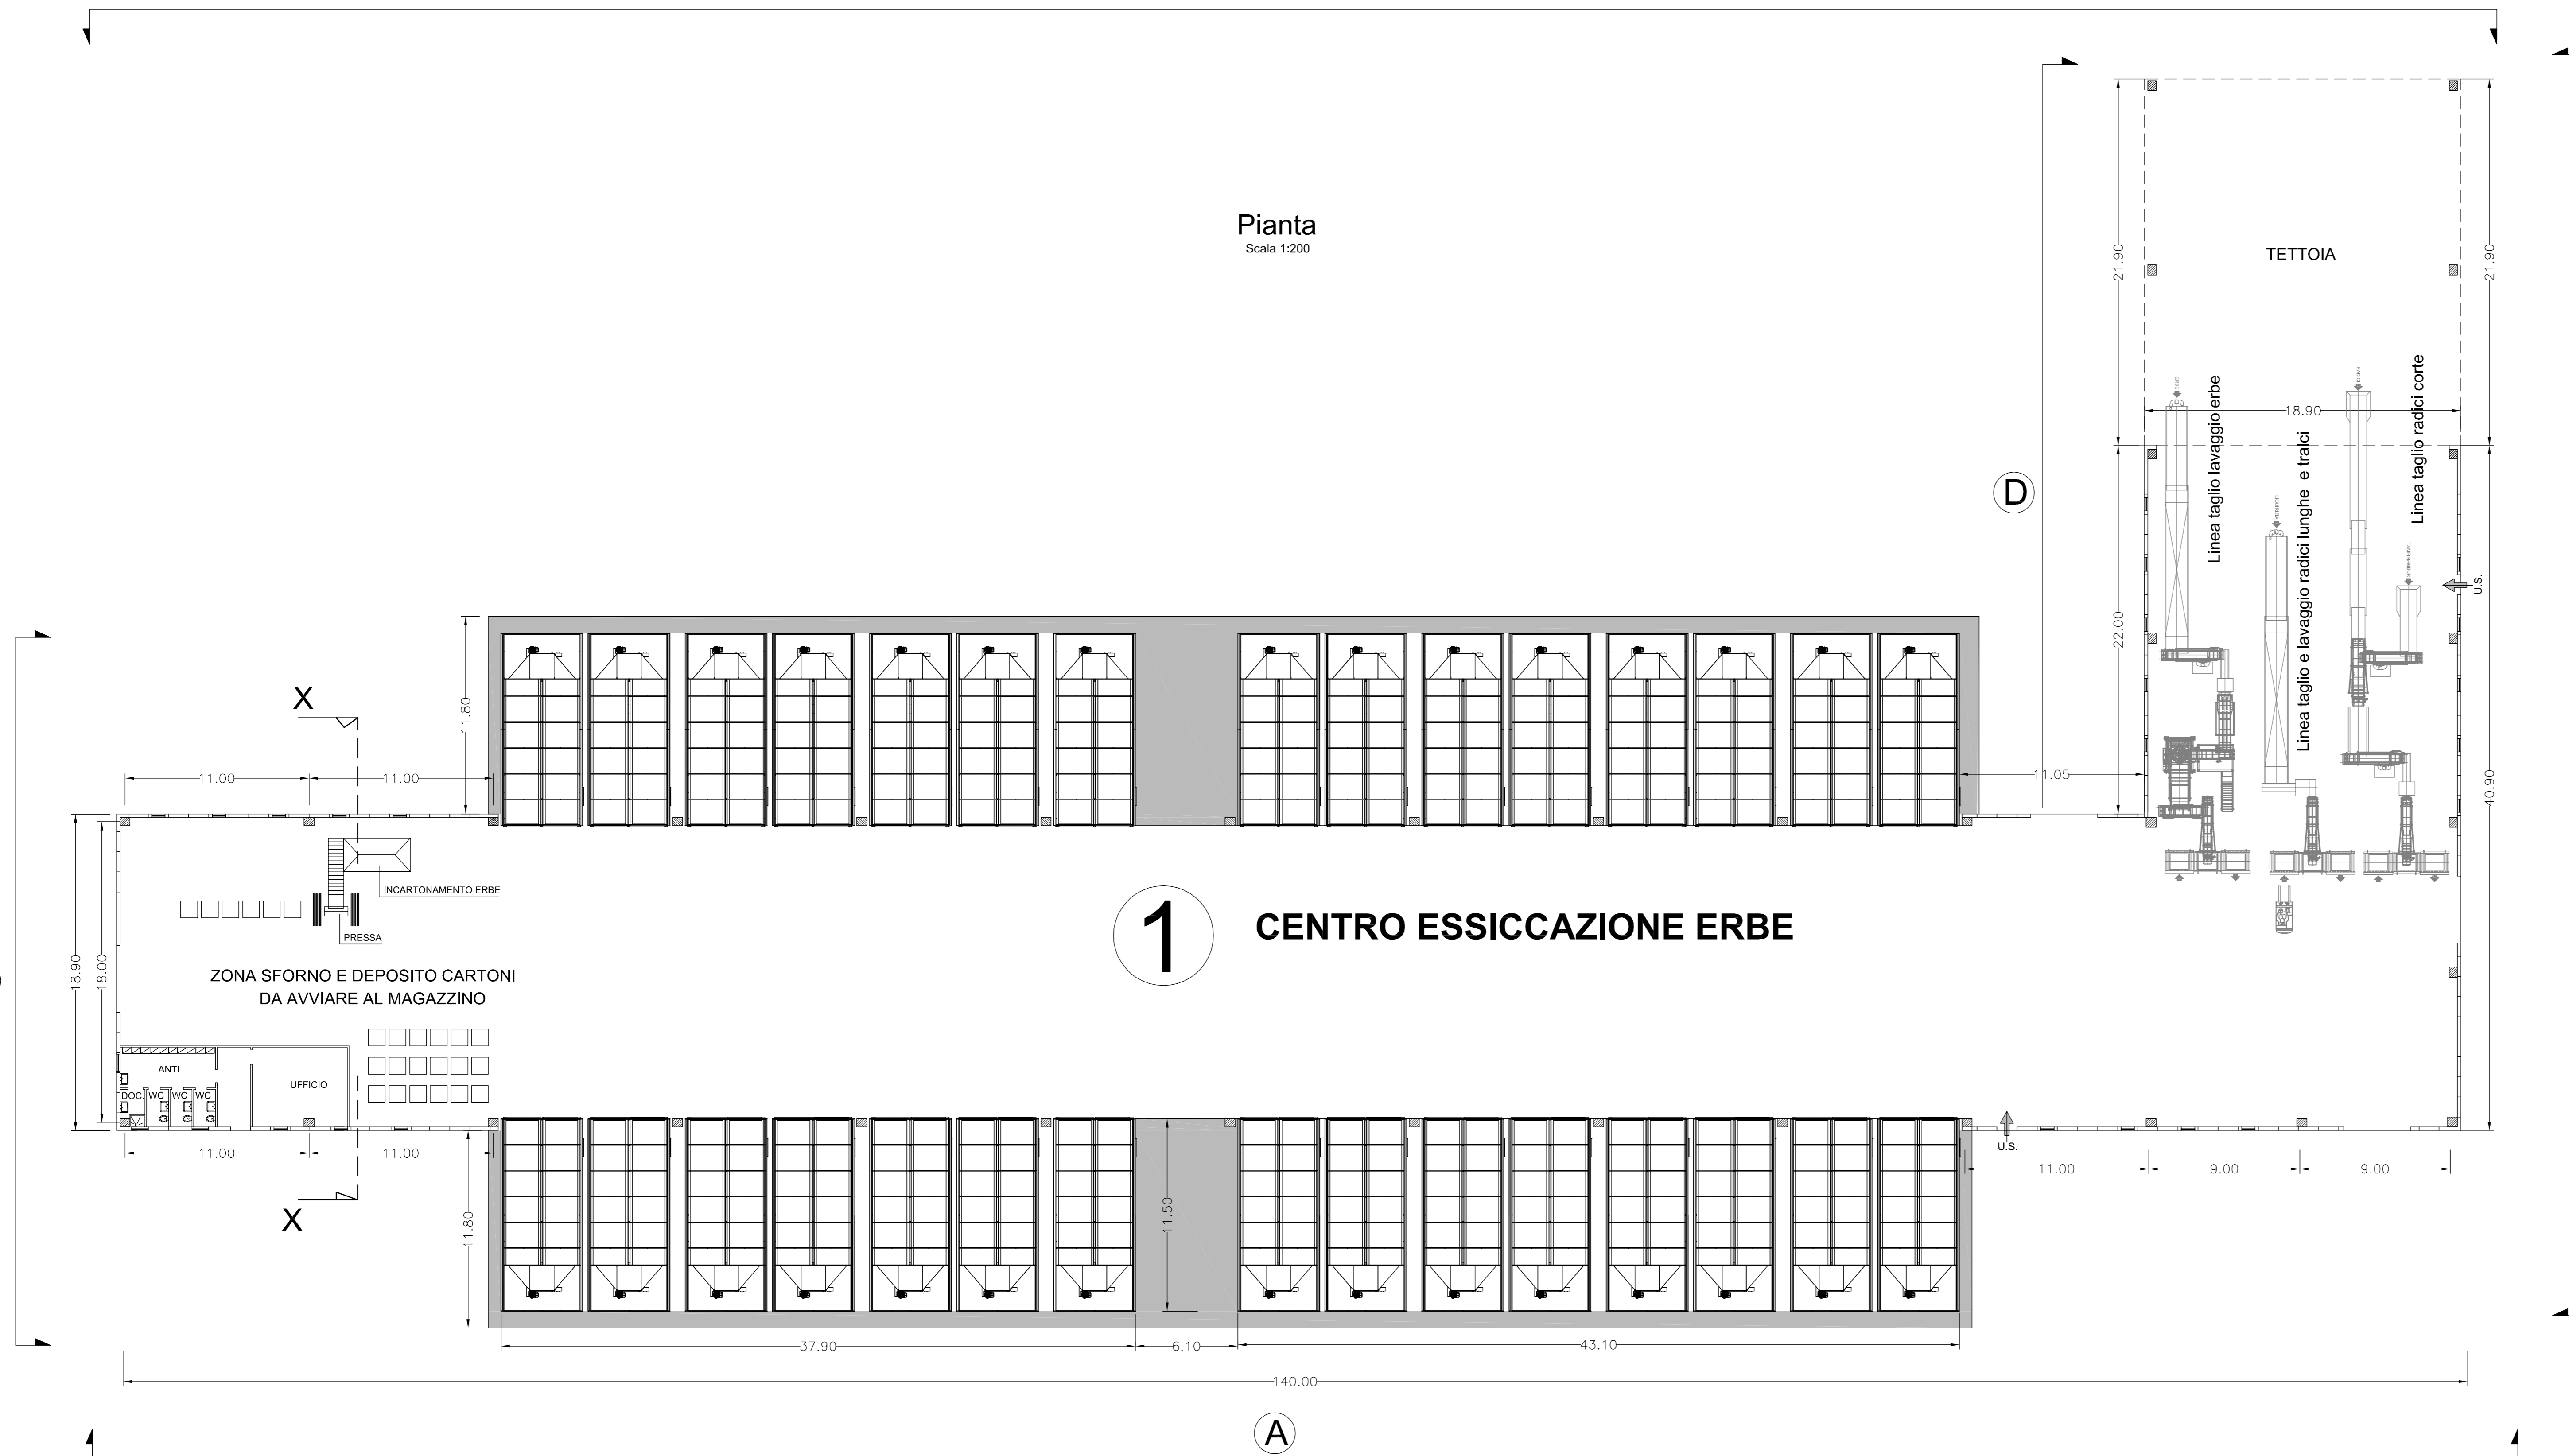 Pianta
Scala 1:200
TETTOIA
21.90
21.90
18.90
Linea taglio lavaggio erbe
Linea taglio e lavaggio radici lunghe e tralci
Linea taglio radici corte
D
U.S.
22.00
40.90
11.80
X
11.00
11.00
11.05
INCARTONAMENTO ERBE
PRESSA
1
CENTRO ESSICCAZIONE ERBE
18.90
18.00
ZONA SFORNO E DEPOSITO CARTONI
DA AVVIARE AL MAGAZZINO
ANTI
UFFICIO
DOC.
WC
WC
WC
U.S.
11.00
11.00
11.00
9.00
9.00
X
11.80
11.50
37.90
6.10
43.10
140.00
A